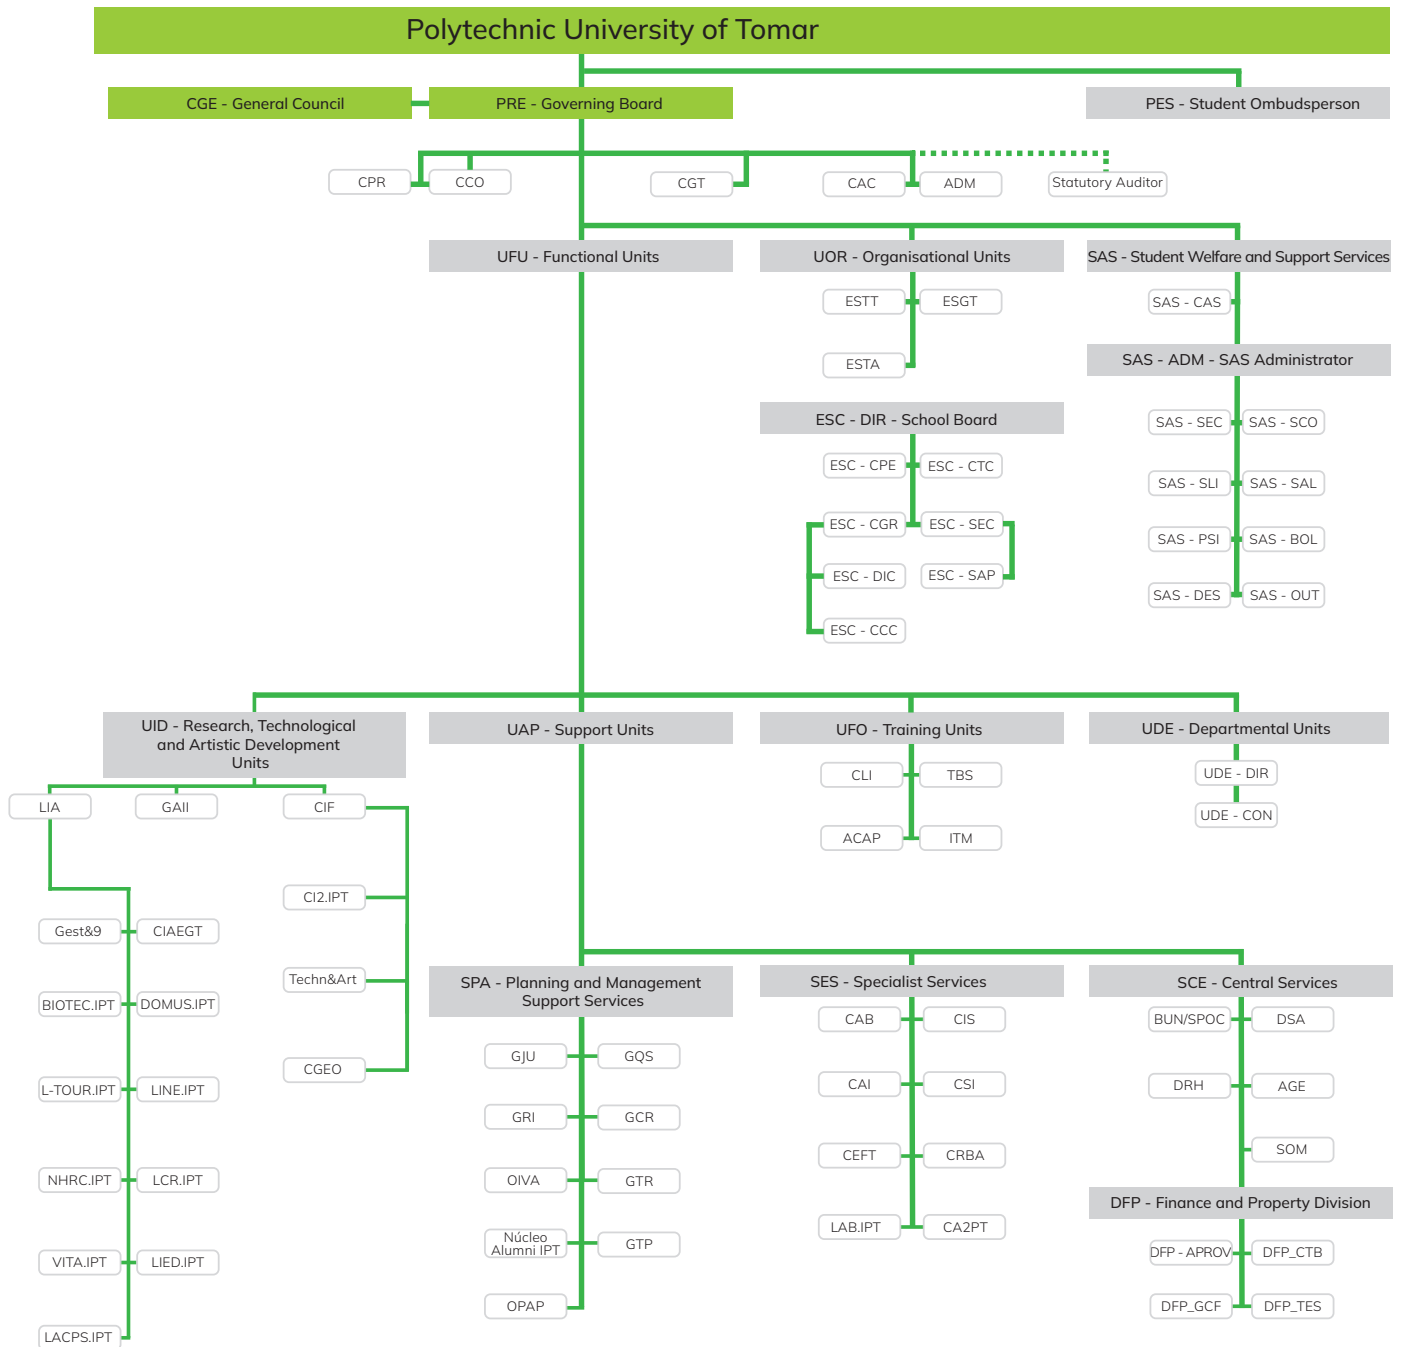 Polytechnic University of Tomar
CGE - General Council
PRE - Governing Board
PES - Student Ombudsperson
CPR
CCO
CGT
CAC
ADM
Statutory Auditor
UFU - Functional Units
UOR - Organisational Units
SAS - Student Welfare and Support Services
ESTT
ESGT
SAS - CAS
ESTA
SAS - ADM - SAS Administrator
ESC - DIR - School Board
SAS - SEC
SAS - SCO
ESC - CPE
ESC - CTC
SAS - SLI
SAS - SAL
ESC - CGR
ESC - SEC
SAS - PSI
SAS - BOL
ESC - DIC
ESC - SAP
SAS - DES
SAS - OUT
ESC - CCC
UID - Research, Technological
and Artistic Development
Units
UAP - Support Units
UFO - Training Units
UDE - Departmental Units
CLI
TBS
UDE - DIR
LIA
GAII
CIF
UDE - CON
ACAP
ITM
CI2.IPT
Gest&9
CIAEGT
Techn&Art
SPA - Planning and Management
Support Services
SES - Specialist Services
SCE - Central Services
BIOTEC.IPT
DOMUS.IPT
CAB
CIS
BUN/SPOC
DSA
CGEO
GJU
GQS
L-TOUR.IPT
LINE.IPT
CAI
CSI
DRH
AGE
GRI
GCR
CEFT
CRBA
SOM
NHRC.IPT
LCR.IPT
OIVA
GTR
DFP - Finance and Property Division
LAB.IPT
CA2PT
Núcleo
Alumni IPT
GTP
DFP - APROV
DFP_CTB
VITA.IPT
LIED.IPT
OPAP
DFP_GCF
DFP_TES
LACPS.IPT